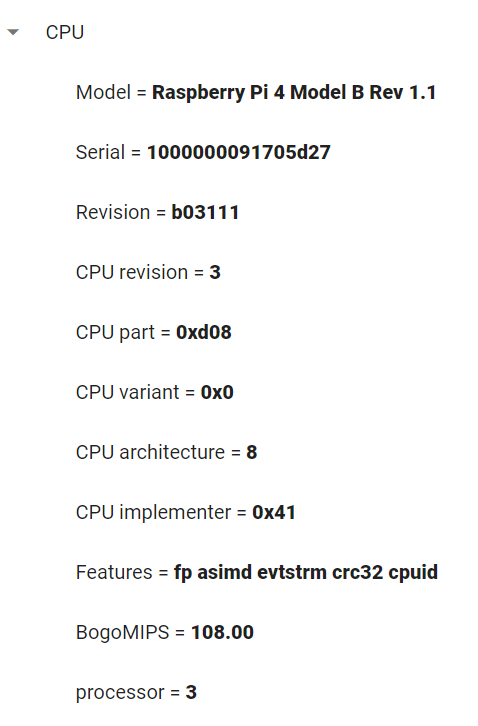 CPU
Model = Raspberry Pi 4 Model B Rev 1.1
Serial = 1000000091705d27
Revision = b03111
CPU revision = 3
CPU part = 0xd08
CPU variant = 0x0
CPU architecture = 8
CPU implementer = 0x41
Features = fp asimd evtstrm crc32 cpuid
BogoMIPS = 108.00
processor = 3